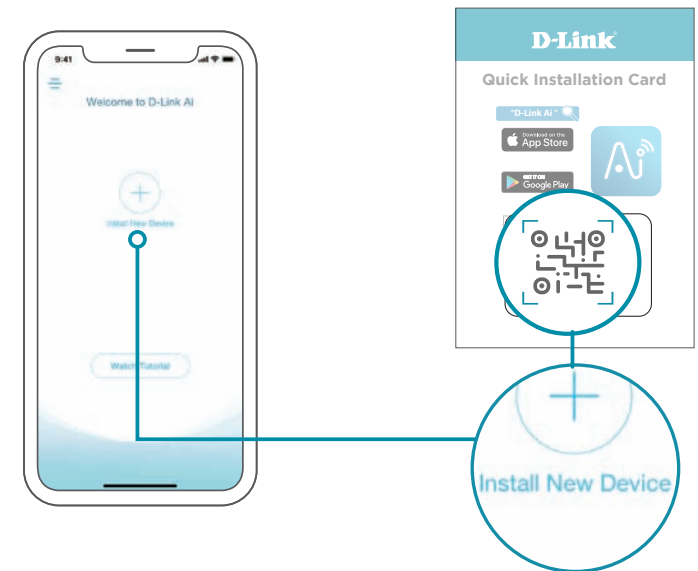 9:41
Welcome to D-Link Ai
Install New Device
Watch Tutorial
D-Link
Quick Installation Card
"D-Link Ai "
Download on the
App Store
GET IT ON
Google Play
Ai
Install New Device